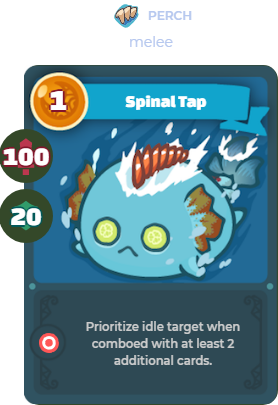 PERCH
melee
1
Spinal Tap
100
20
Prioritize idle target when
comboed with at least 2
additional cards.